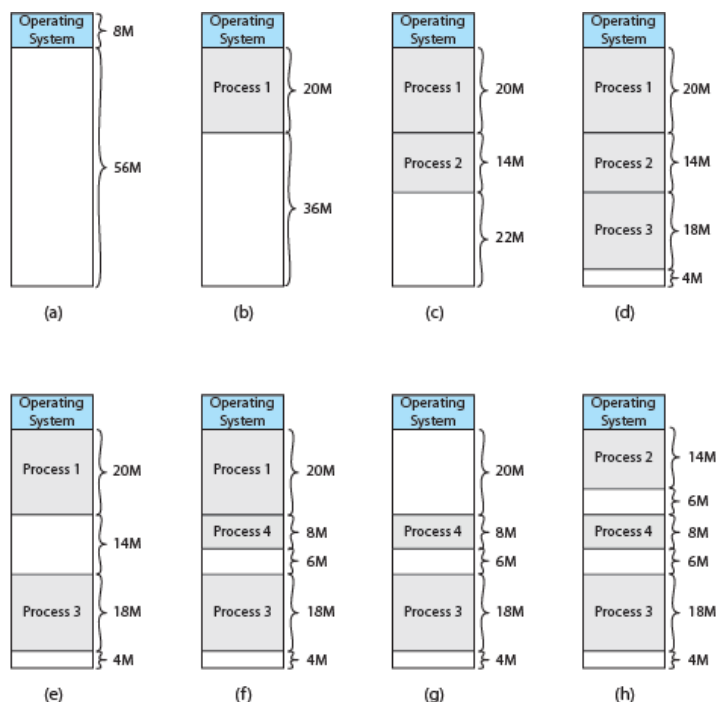 Operating
System
8M
56M
(a)
Operating
System
Process 1
20M
36M
(b)
Operating
System
Process 1
20M
Process 2
14M
22M
(c)
Operating
System
Process 1
20M
Process 2
14M
Process 3
18M
4M
(d)
Operating
System
Process 1
20M
14M
Process 3
18M
4M
(e)
Operating
System
Process 1
20M
Process 4
8M
6M
Process 3
18M
4M
(f)
Operating
System
20M
Process 4
8M
6M
Process 3
18M
4M
(g)
Operating
System
Process 2
14M
6M
Process 4
8M
6M
Process 3
18M
4M
(h)